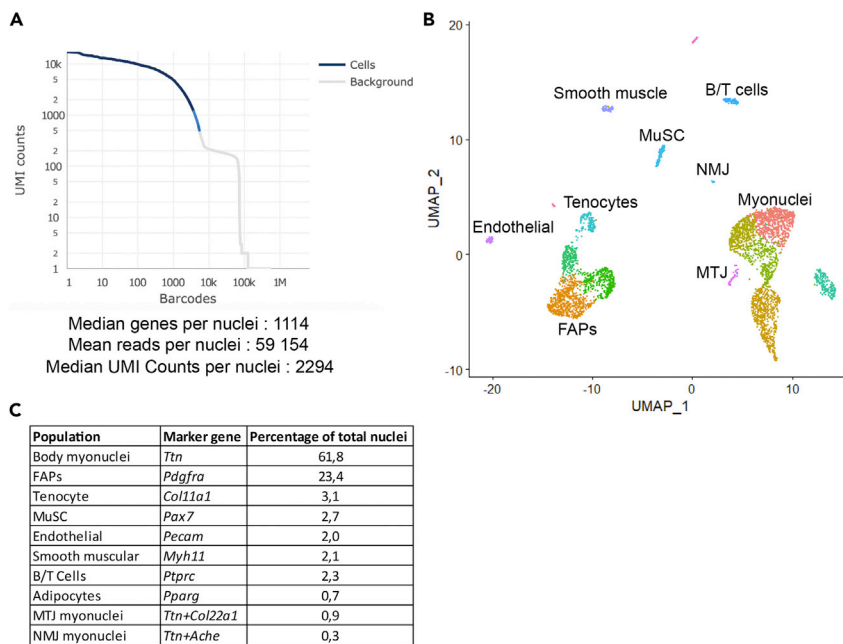 A
10k
5
2
1000
5
2
100
5
2
10
5
2
1
UMI counts
1
10
100
1000
10k
100k
1M
Barcodes
Cells
Background
Median genes per nuclei : 1114
Mean reads per nuclei : 59 154
Median UMI Counts per nuclei : 2294
B
20
10
0
-10
UMAP_2
Smooth muscle
B/T cells
MuSC
NMJ
Tenocytes
Myonuclei
Endothelial
MTJ
FAPs
-20
-10
0
10
UMAP_1
C
Population Marker gene Percentage of total nuclei
Body myonuclei Ttn 61,8
FAPs Pdgfra 23,4
Tenocyte Col11a1 3,1
MuSC Pax7 2,7
Endothelial Pecam 2,0
Smooth muscular Myh11 2,1
B/T Cells Ptprc 2,3
Adipocytes Pparg 0,7
MTJ myonuclei Ttn+Col22a1 0,9
NMJ myonuclei Ttn+Ache 0,3